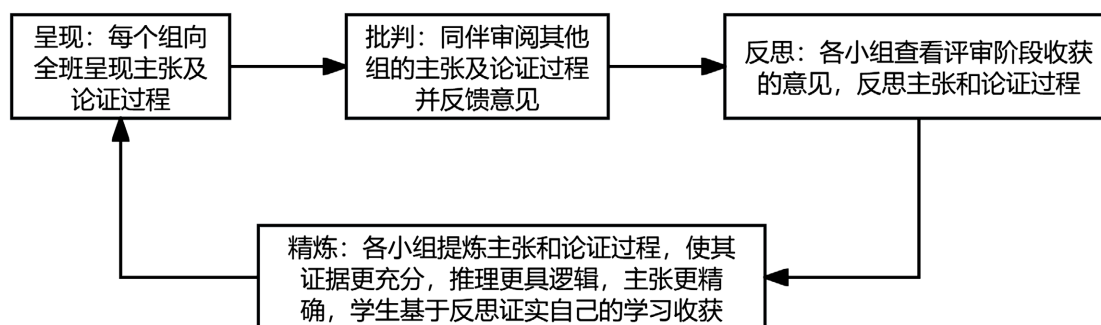 呈现：每个组向
全班呈现主张及
论证过程
批判：同伴审阅其他
组的主张及论证过程
并反馈意见
反思：各小组查看评审阶段收获
的意见，反思主张和论证过程
精炼：各小组提炼主张和论证过程，使其
证据更充分，推理更具逻辑，主张更精
确，学生基于反思证实自己的学习收获